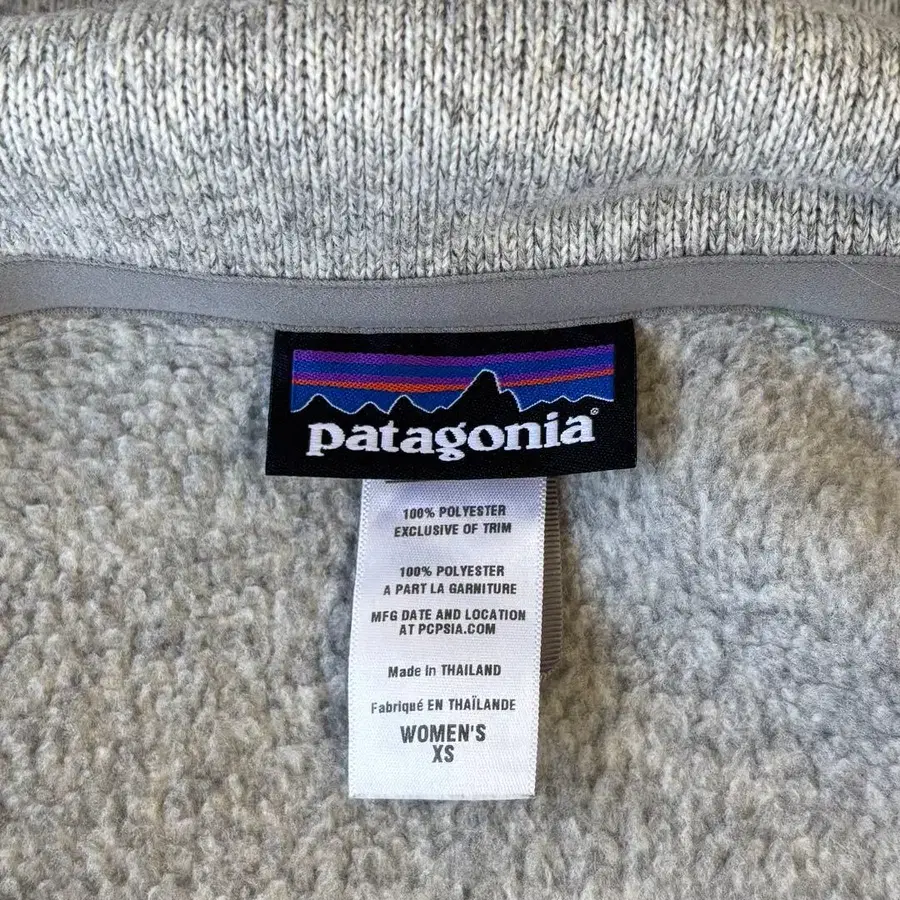 patagonia®
100% POLYESTER
EXCLUSIVE OF TRIM
100% POLYESTER
A PART LA GARNITURE
MFG DATE AND LOCATION
AT PCPSIA.COM
Made in THAILAND
Fabriqué EN THAÏLANDE
WOMEN'S
XS